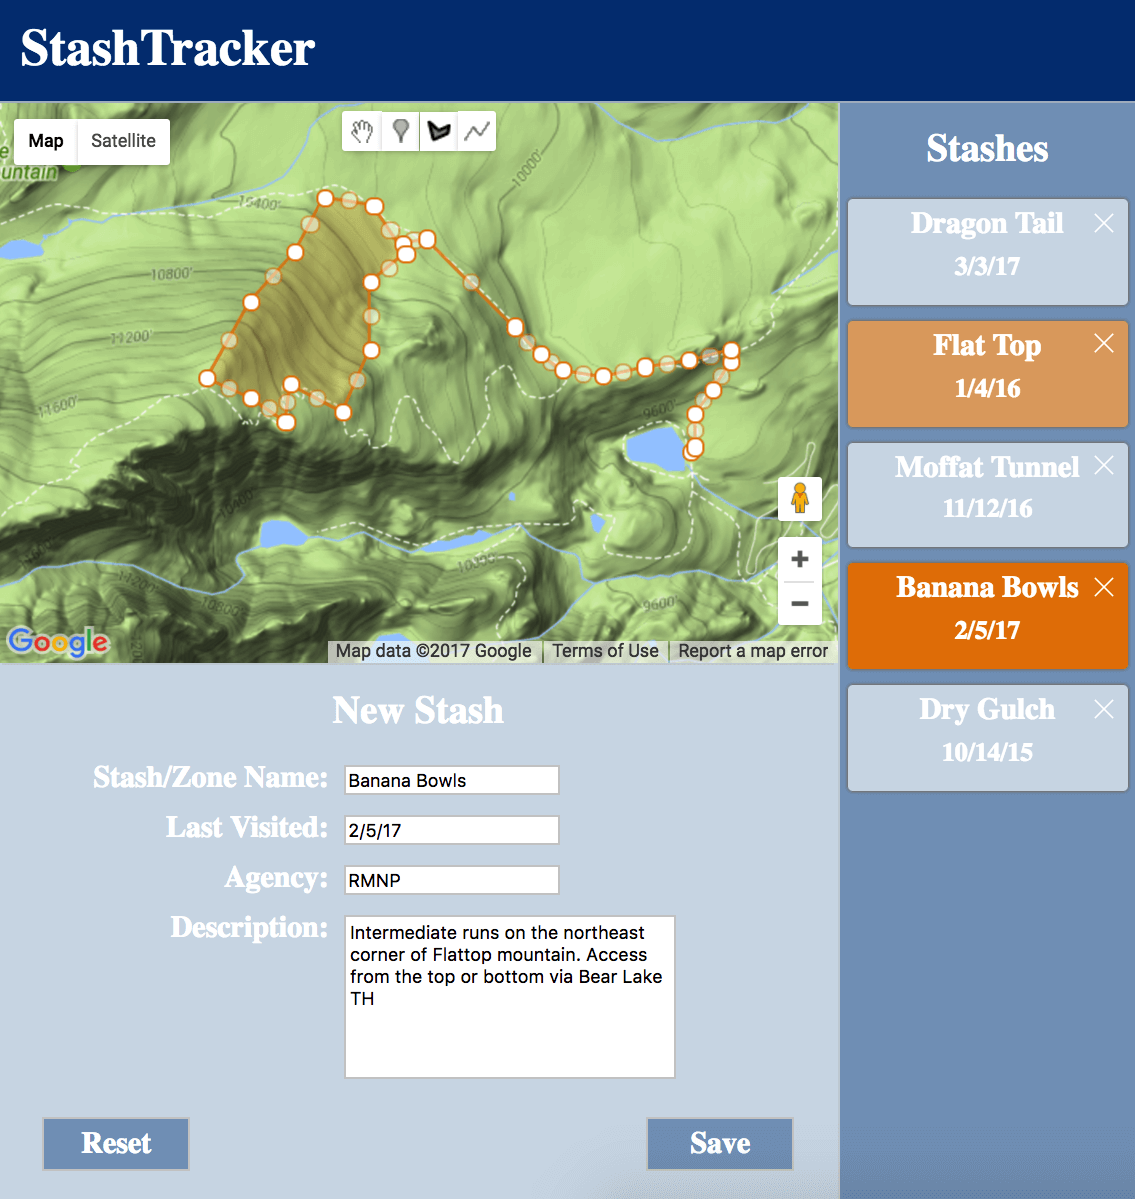 StashTracker
Map
Satellite
e
untain
10000'
10400'
10800'
11200'
11600'
9600'
10400'
10350'
11200'
10800'
9600'
Google
Map data ©2017 Google
Terms of Use
Report a map error
Stashes
Dragon Tail
3/3/17
Flat Top
1/4/16
Moffat Tunnel
11/12/16
Banana Bowls
2/5/17
Dry Gulch
10/14/15
New Stash
Stash/Zone Name:
Banana Bowls
Last Visited:
2/5/17
Agency:
RMNP
Description:
Intermediate runs on the northeast
corner of Flattop mountain. Access
from the top or bottom via Bear Lake
TH
Reset
Save